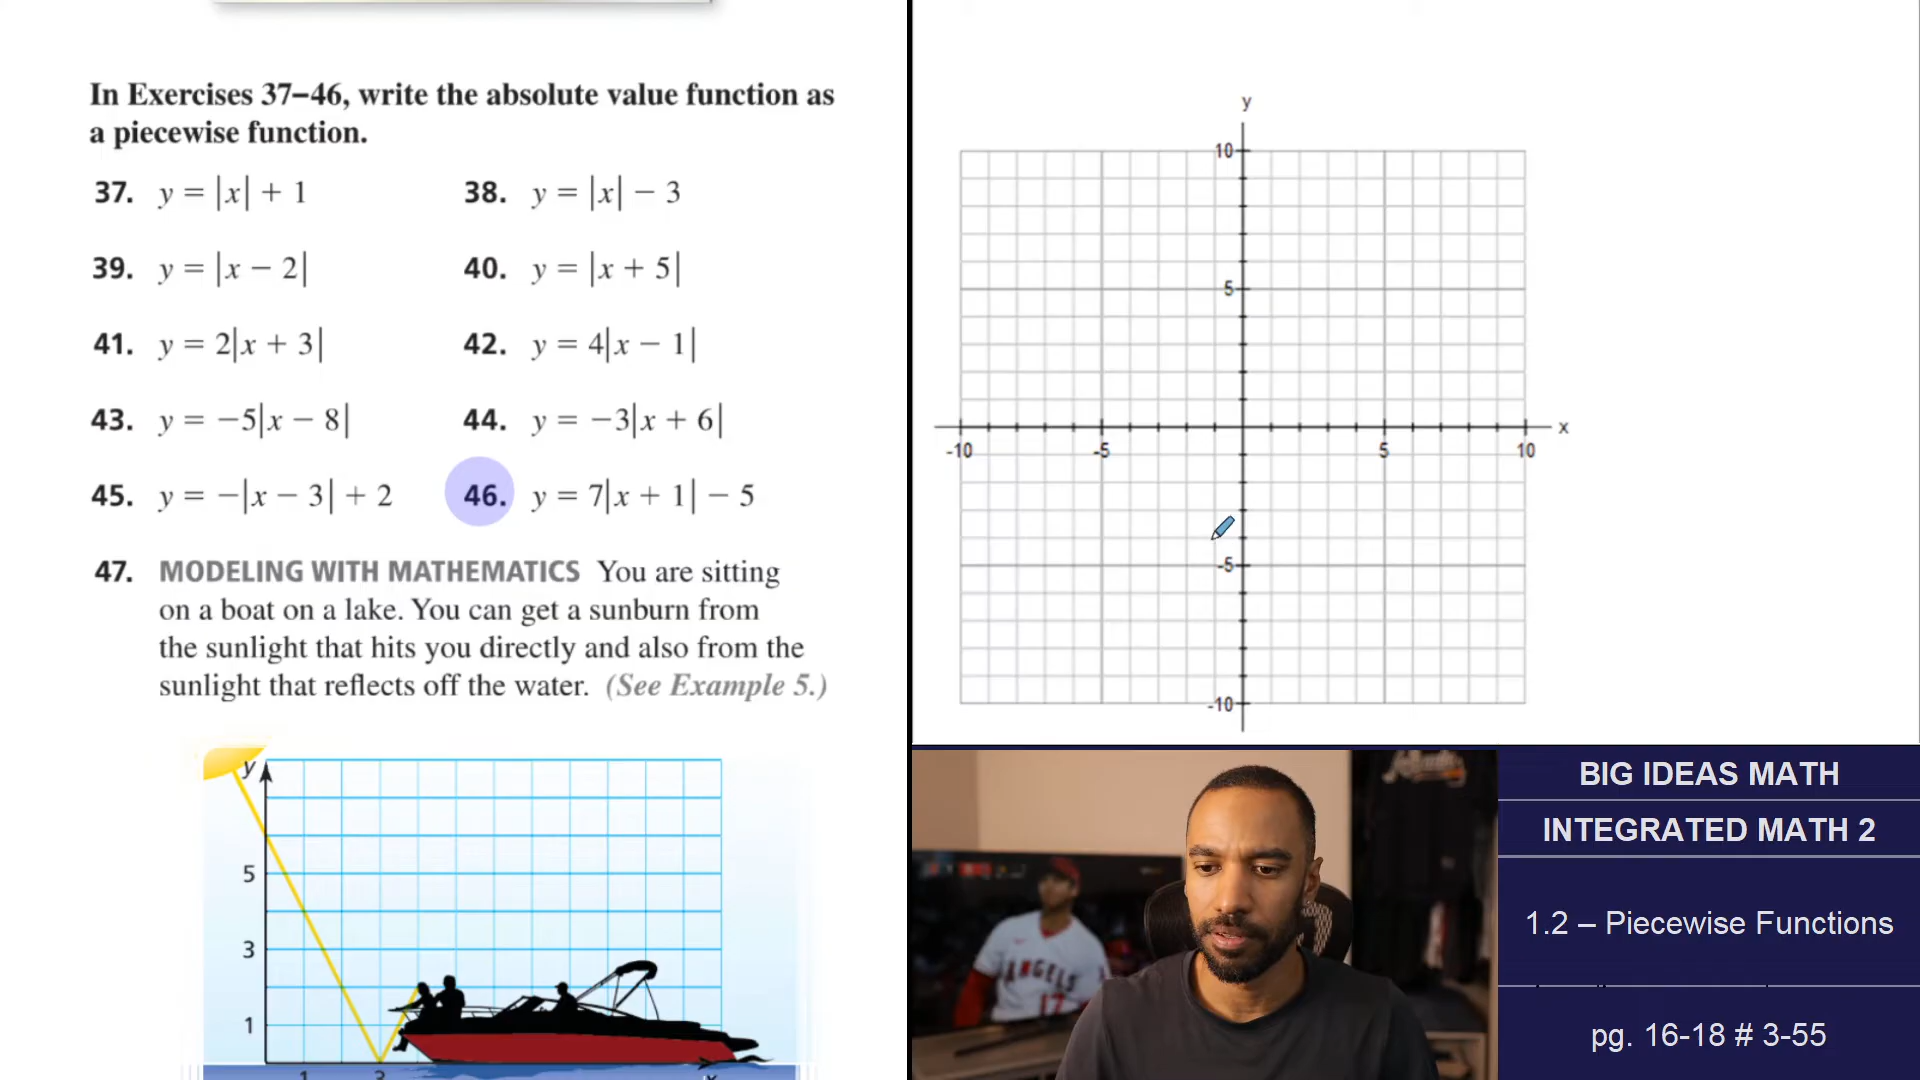 In Exercises 37–46, write the absolute value function as
a piecewise function.
37. y = |x| + 1
38. y = |x| − 3
39. y = |x − 2|
40. y = |x + 5|
41. y = 2|x + 3|
42. y = 4|x − 1|
43. y = −5|x − 8|
44. y = −3|x + 6|
45. y = −|x − 3| + 2
46. y = 7|x + 1| − 5
47. MODELING WITH MATHEMATICS You are sitting
on a boat on a lake. You can get a sunburn from
the sunlight that hits you directly and also from the
sunlight that reflects off the water. (See Example 5.)
y
5
3
1
y
10
5
-10
-5
5
10
x
-5
-10
ANGELS
17
BIG IDEAS MATH
INTEGRATED MATH 2
1.2 – Piecewise Functions
pg. 16-18 # 3-55